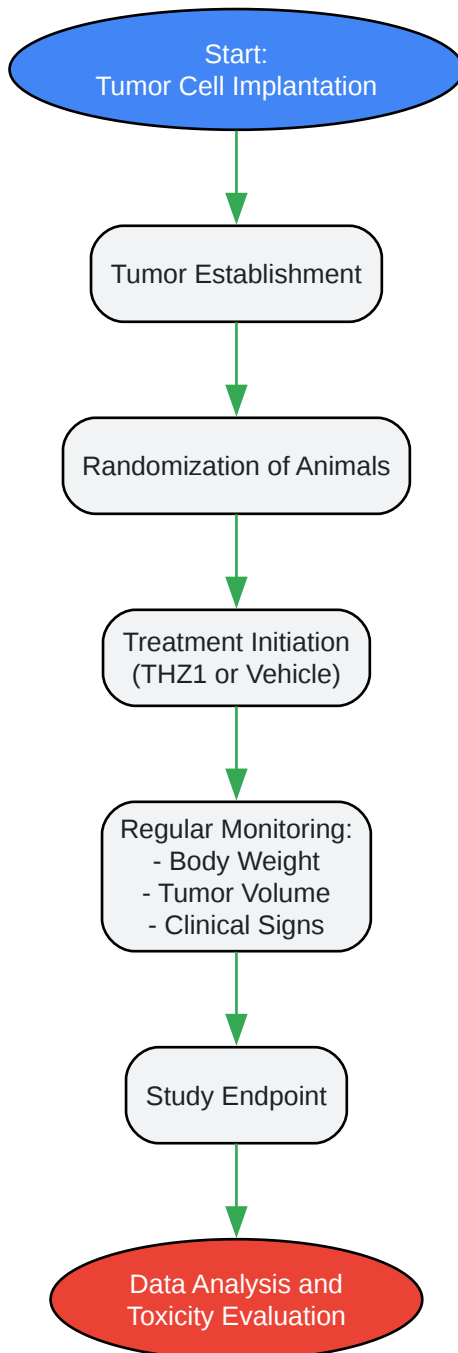 Start:
Tumor Cell Implantation
Tumor Establishment
Randomization of Animals
Treatment Initiation
(THZ1 or Vehicle)
Regular Monitoring:
- Body Weight
- Tumor Volume
- Clinical Signs
Study Endpoint
Data Analysis and
Toxicity Evaluation